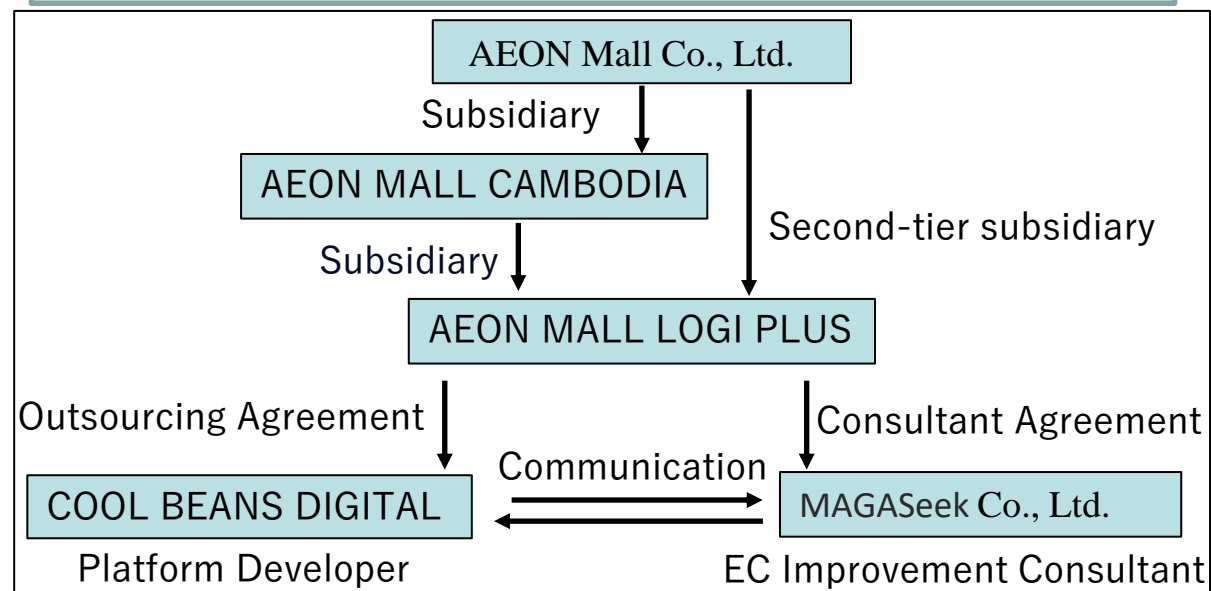 AEON Mall Co., Ltd.
Subsidiary
AEON MALL CAMBODIA
Second-tier subsidiary
Subsidiary
AEON MALL LOGI PLUS
Outsourcing Agreement
Consultant Agreement
Communication
COOL BEANS DIGITAL
MAGASeek Co., Ltd.
Platform Developer
EC Improvement Consultant